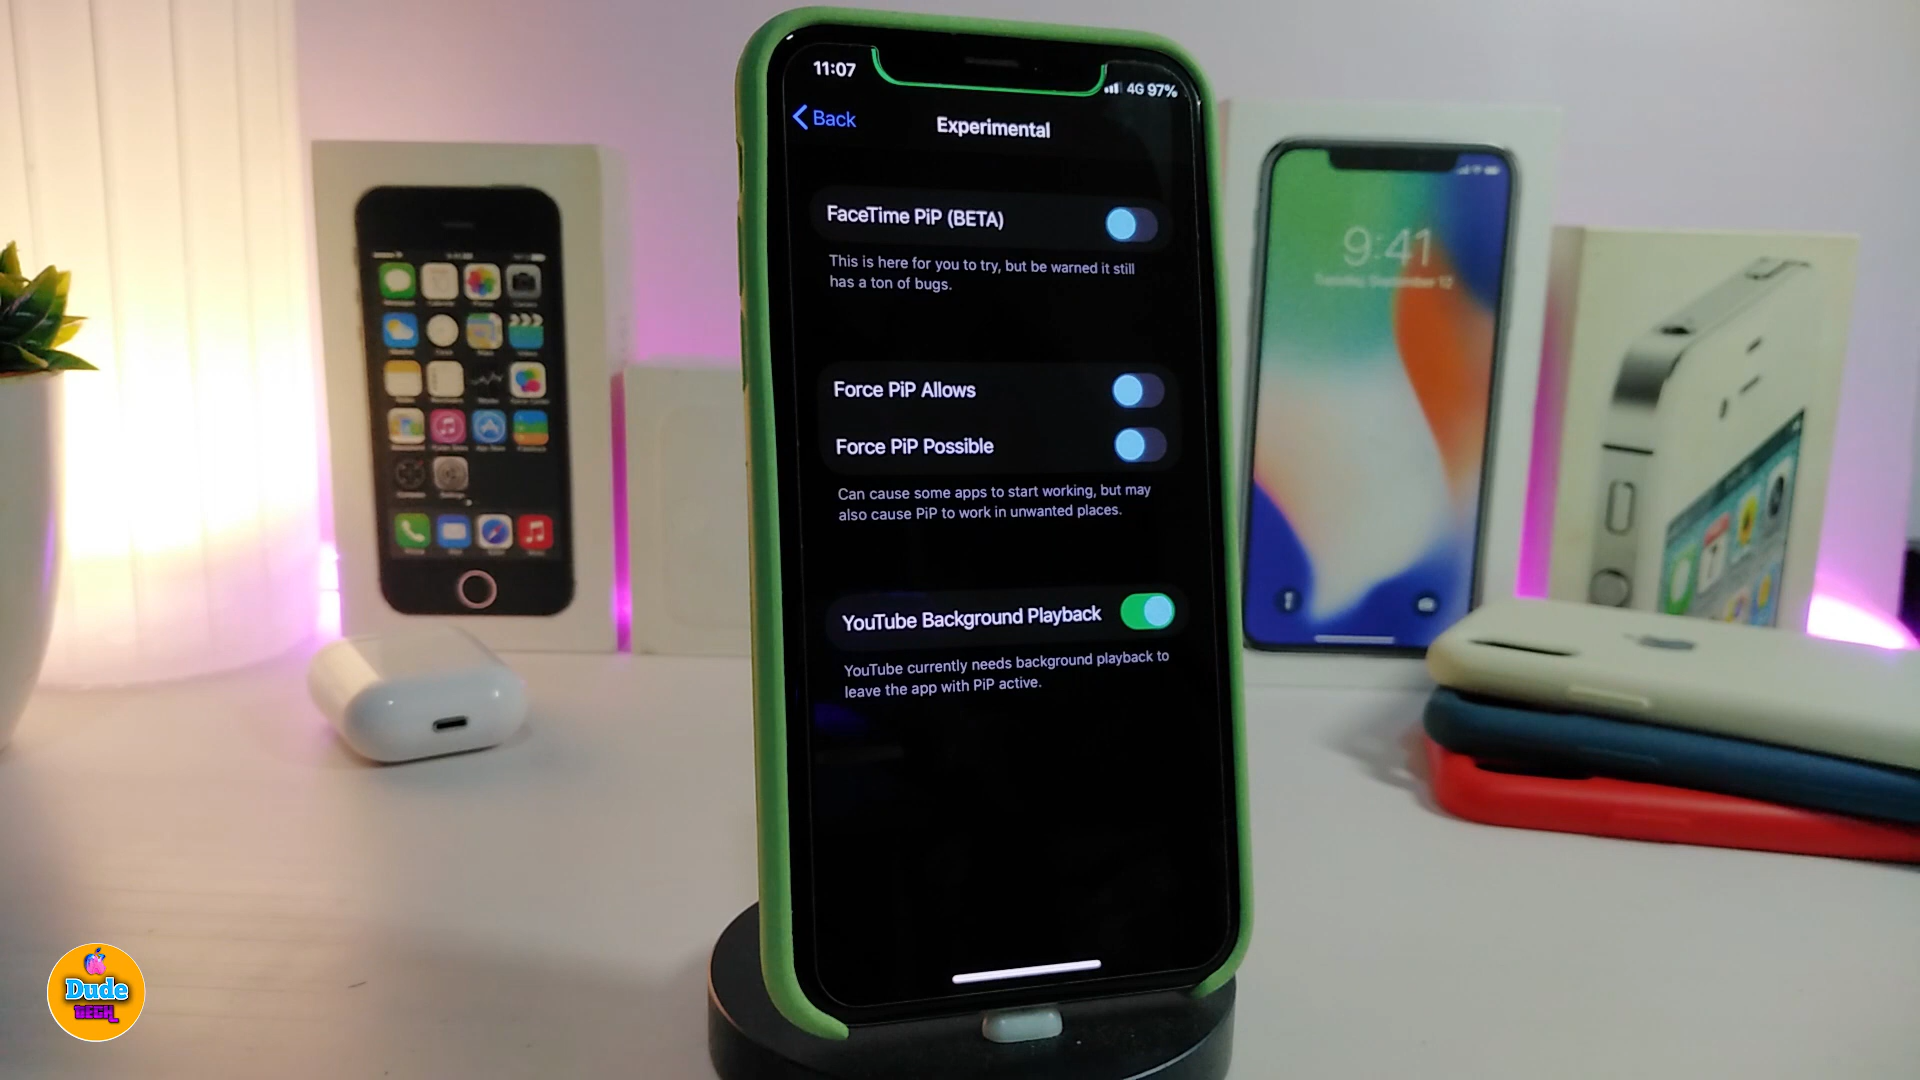 11:07
4G 97%
Back
Experimental
FaceTime PiP (BETA)
This is here for you to try, but be warned it still
has a ton of bugs.
Force PiP Allows
Force PiP Possible
Can cause some apps to start working, but may
also cause PiP to work in unwanted places.
YouTube Background Playback
YouTube currently needs background playback to
leave the app with PiP active.
9:41
Tuesday, December 12
Dude
TECH